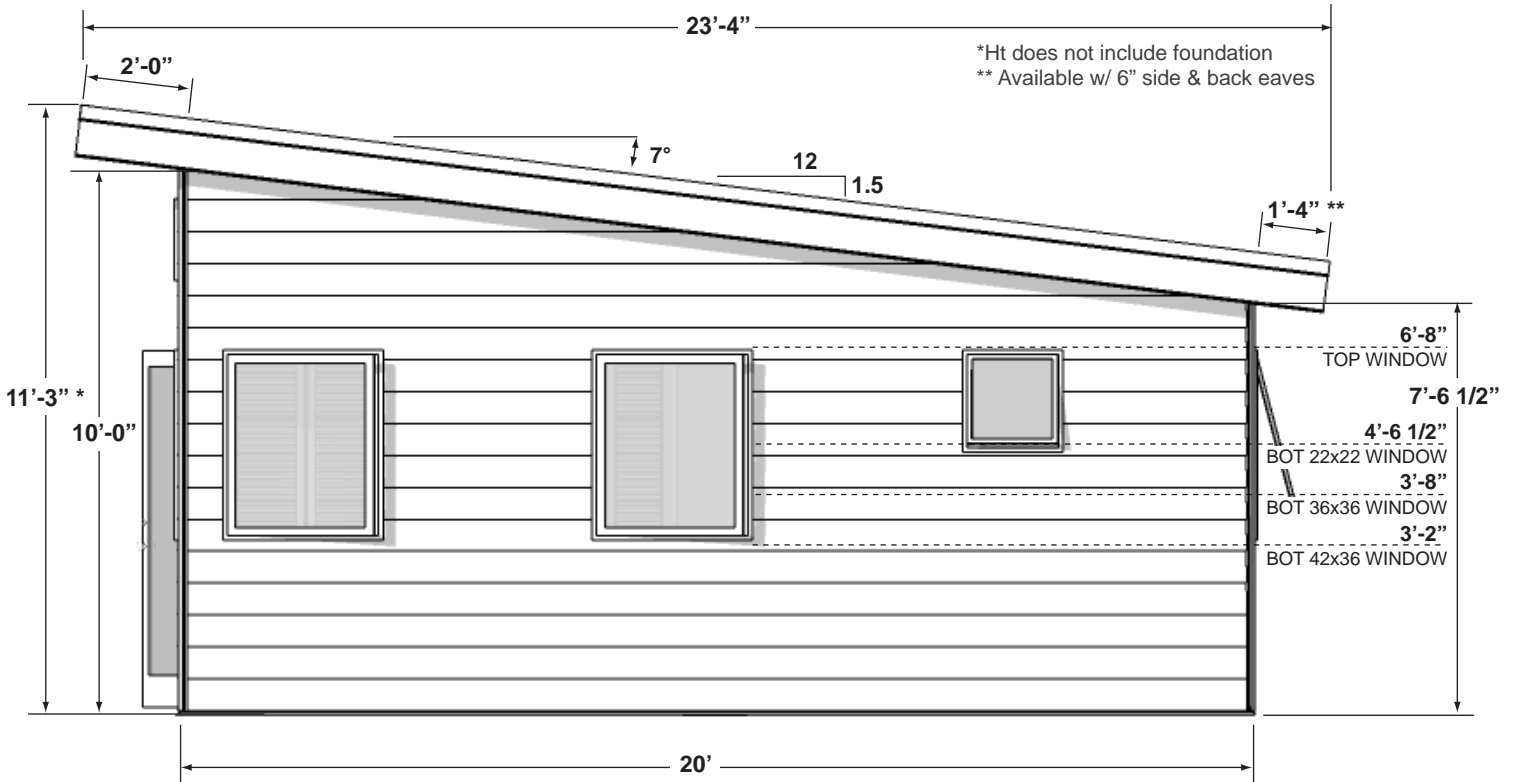 23’-4”
*Ht does not include foundation
** Available w/ 6” side & back eaves
2’-0”
7°
12
1.5
1’-4” **
6’-8”
TOP WINDOW
11’-3” *
7’-6 1/2”
10’-0”
4’-6 1/2”
BOT 22x22 WINDOW
3’-8”
BOT 36x36 WINDOW
3’-2”
BOT 42x36 WINDOW
20’